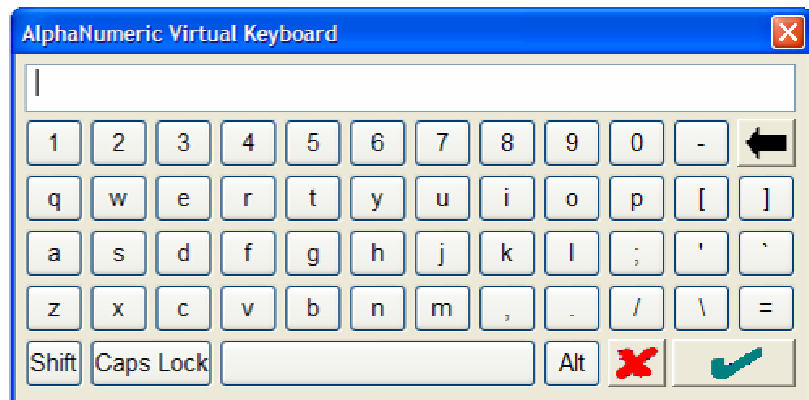 AlphaNumeric Virtual Keyboard
1 2 3 4 5 6 7 8 9 0 -
q w e r t y u i o p [ ]
a s d f g h j k l ; ' `
z x c v b n m , . / \ =
Shift Caps Lock Alt